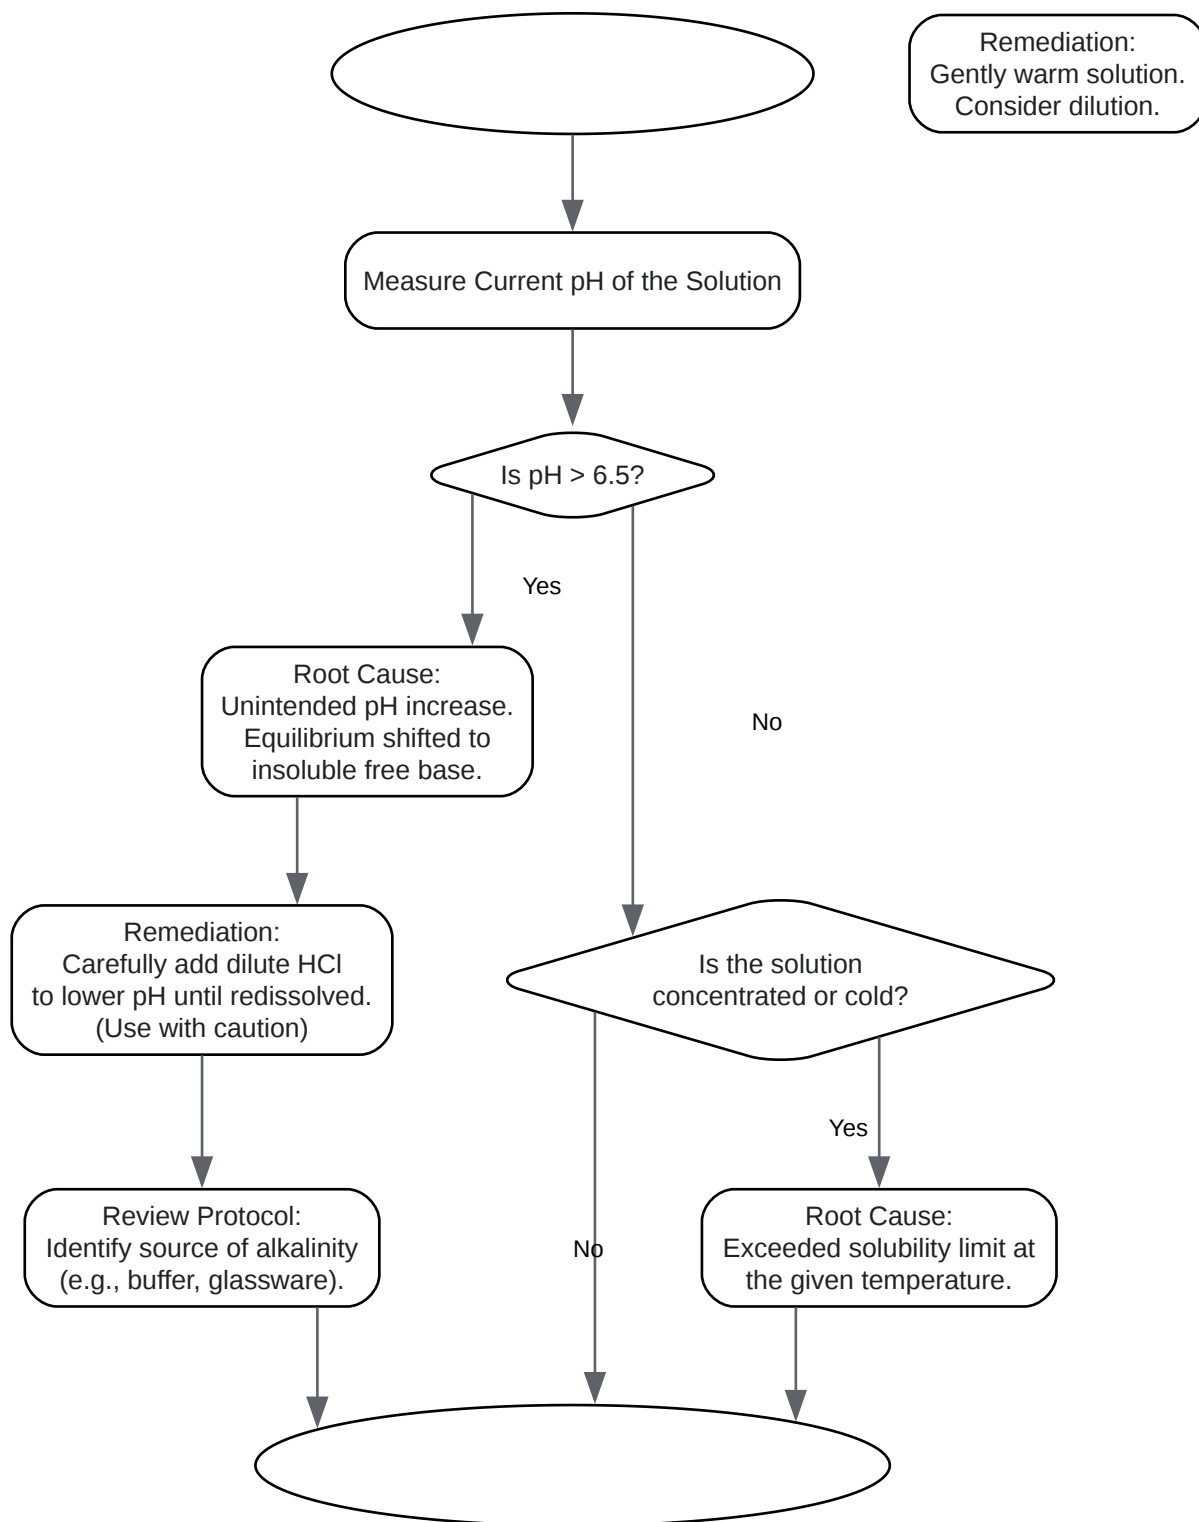 Remediation:
Gently warm solution.
Consider dilution.
Measure Current pH of the Solution
Is pH > 6.5?
Yes
No
Root Cause:
Unintended pH increase.
Equilibrium shifted to
insoluble free base.
Remediation:
Carefully add dilute HCl
to lower pH until redissolved.
(Use with caution)
Is the solution
concentrated or cold?
Yes
No
Review Protocol:
Identify source of alkalinity
(e.g., buffer, glassware).
Root Cause:
Exceeded solubility limit at
the given temperature.